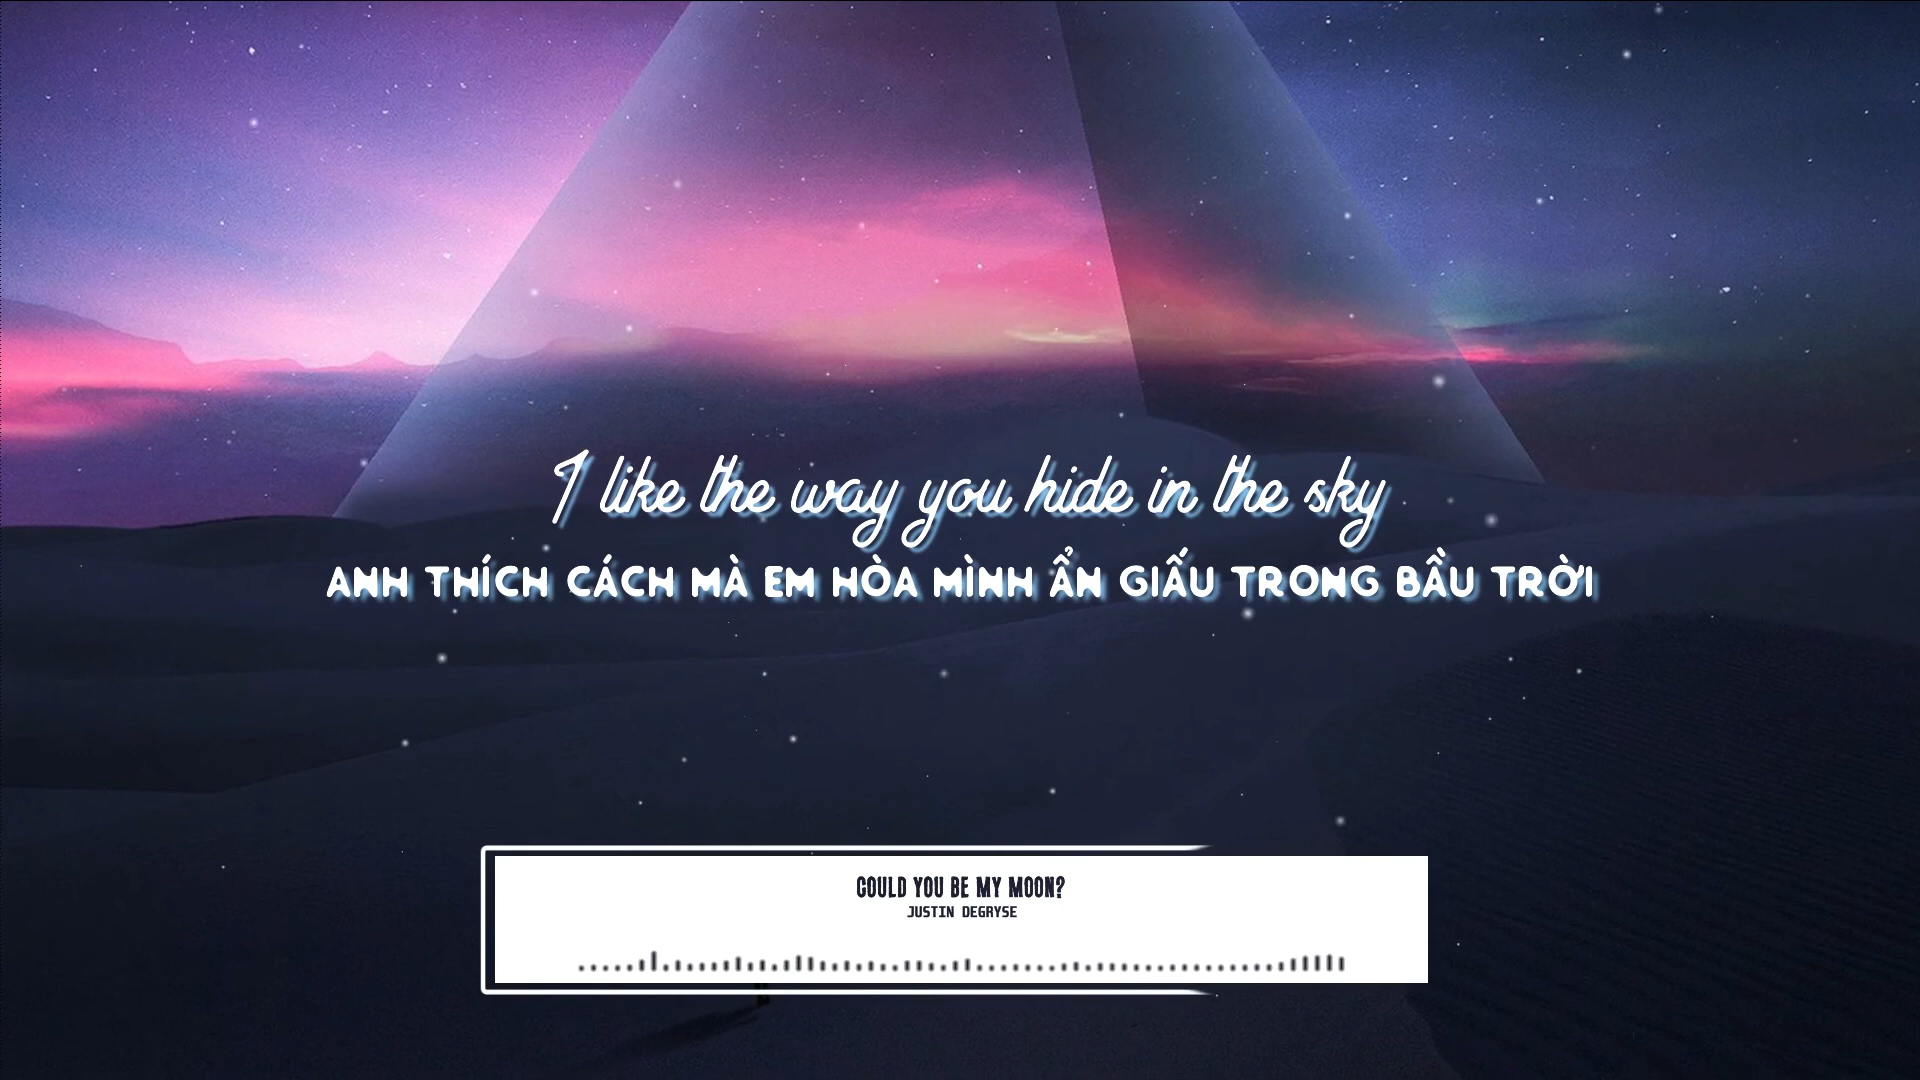 I like the way you hide in the sky
ANH THÍCH CÁCH MÀ EM HÒA MÌNH ẨN GIẤU TRONG BẦU TRỜI
COULD YOU BE MY MOON?
JUSTIN DEGRYSE